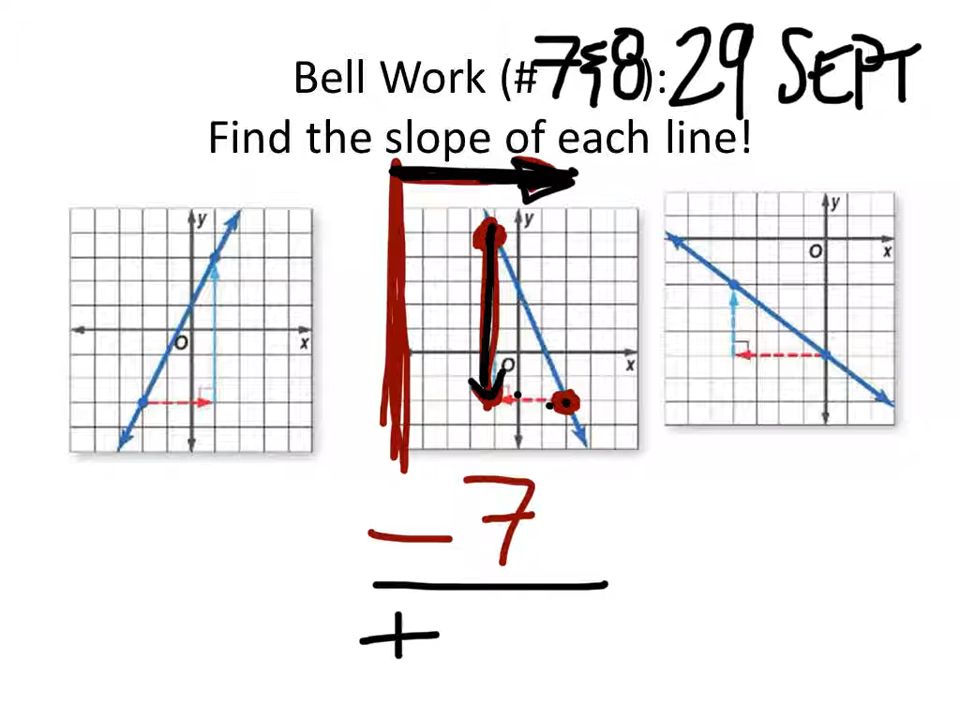 Bell Work (# 7&8): 29 SEPT
Find the slope of each line!
y
O
x
y
O
x
y
O
x
– 7
+